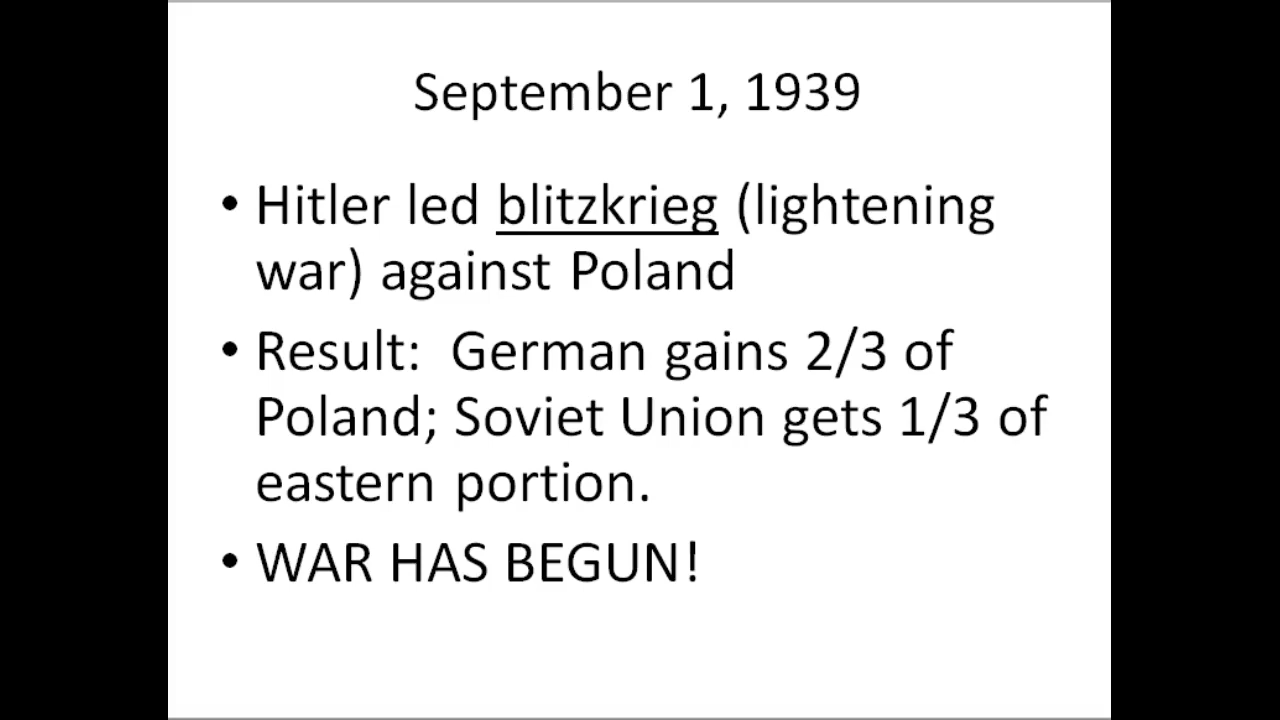 September 1, 1939
• Hitler led blitzkrieg (lightening
war) against Poland
• Result:  German gains 2/3 of
Poland; Soviet Union gets 1/3 of
eastern portion.
• WAR HAS BEGUN!